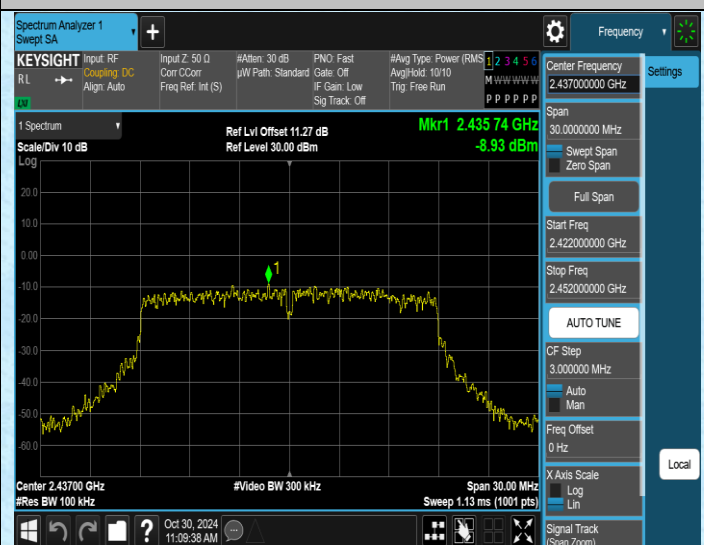 Spectrum Analyzer 1
Swept SA
Frequency
KEYSIGHT
RL
LXI
Input: RF
Coupling: DC
Align: Auto
Input Z: 50 Ω
Corr CCorr
Freq Ref: Int (S)
#Atten: 30 dB
µW Path: Standard
PNO: Fast
Gate: Off
IF Gain: Low
Sig Track: Off
#Avg Type: Power (RMS
Avg|Hold: 10/10
Trig: Free Run
1 2 3 4 5 6
M W W W W W
P P P P P P
Center Frequency
2.437000000 GHz
Settings
Span
30.0000000 MHz
Swept Span
Zero Span
Full Span
Start Freq
2.422000000 GHz
Stop Freq
2.452000000 GHz
AUTO TUNE
CF Step
3.000000 MHz
Auto
Man
Freq Offset
0 Hz
X Axis Scale
Log
Lin
Signal Track
(Span Zoom)
Local
1 Spectrum
Scale/Div 10 dB
Log
Ref Lvl Offset 11.27 dB
Ref Level 30.00 dBm
Mkr1 2.435 74 GHz
-8.93 dBm
20.0
10.0
0.00
-10.0
-20.0
-30.0
-40.0
-50.0
-60.0
1
Center 2.43700 GHz
#Res BW 100 kHz
#Video BW 300 kHz
Span 30.00 MHz
Sweep 1.13 ms (1001 pts)
?
Oct 30, 2024
11:09:38 AM